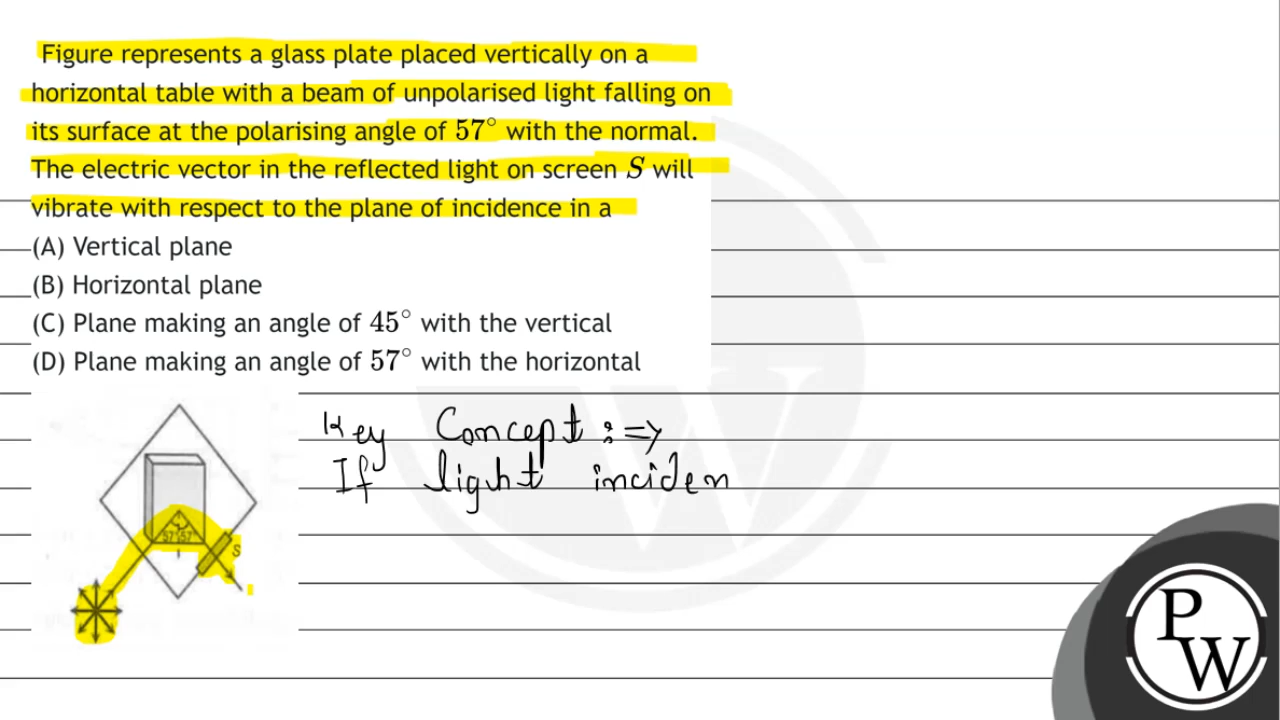 Figure represents a glass plate placed vertically on a
horizontal table with a beam of unpolarised light falling on
its surface at the polarising angle of 57° with the normal.
The electric vector in the reflected light on screen S will
vibrate with respect to the plane of incidence in a
(A) Vertical plane
(B) Horizontal plane
(C) Plane making an angle of 45° with the vertical
(D) Plane making an angle of 57° with the horizontal
Key Concept :⇒
If light inciden
57° 57°
S
P
W